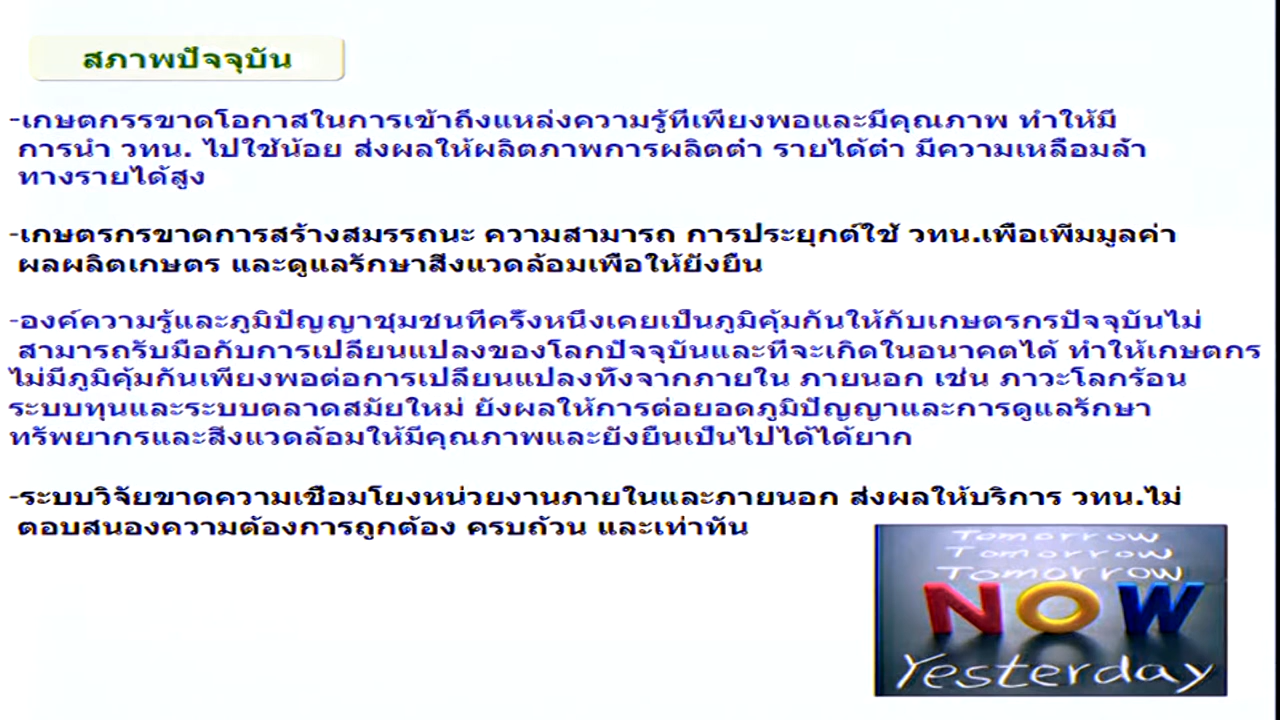 สภาพปัจจุบัน
-เกษตกรรขาดโอกาสในการเข้าถึงแหล่งความรู้ที่เพียงพอและมีคุณภาพ ทำให้มี
การนำ วทน. ไปใช้น้อย ส่งผลให้ผลิตภาพการผลิตต่ำ รายได้ต่ำ มีความเหลื่อมล้ำ
ทางรายได้สูง
-เกษตรกรขาดการสร้างสมรรถนะ ความสามารถ การประยุกต์ใช้ วทน.เพื่อเพิ่มมูลค่า
ผลผลิตเกษตร และดูแลรักษาสิ่งแวดล้อมเพื่อให้ยั่งยืน
-องค์ความรู้และภูมิปัญญาชุมชนที่ครั้งหนึ่งเคยเป็นภูมิคุ้มกันให้กับเกษตรกรปัจจุบันไม่
สามารถรับมือกับการเปลี่ยนแปลงของโลกปัจจุบันและที่จะเกิดในอนาคตได้ ทำให้เกษตกร
ไม่มีภูมิคุ้มกันเพียงพอต่อการเปลี่ยนแปลงทั้งจากภายใน ภายนอก เช่น ภาวะโลกร้อน
ระบบทุนและระบบตลาดสมัยใหม่ ยังผลให้การต่อยอดภูมิปัญญาและการดูแลรักษา
ทรัพยากรและสิ่งแวดล้อมให้มีคุณภาพและยั่งยืนเป็นไปได้ได้ยาก
-ระบบวิจัยขาดความเชื่อมโยงหน่วยงานภายในและภายนอก ส่งผลให้บริการ วทน.ไม่
ตอบสนองความต้องการถูกต้อง ครบถ้วน และเท่าทัน
Tomorrow
Tomorrow
Tomorrow
NOW
Yesterday